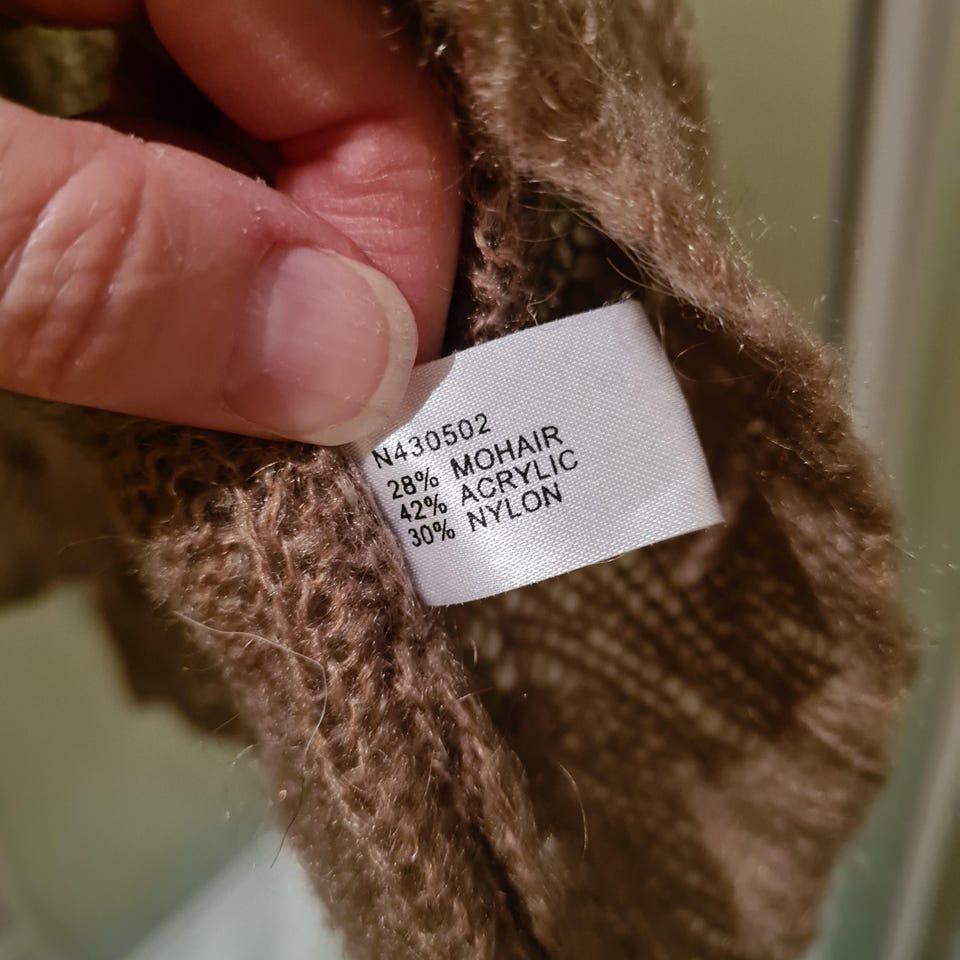 N430502
28% MOHAIR
42% ACRYLIC
30% NYLON